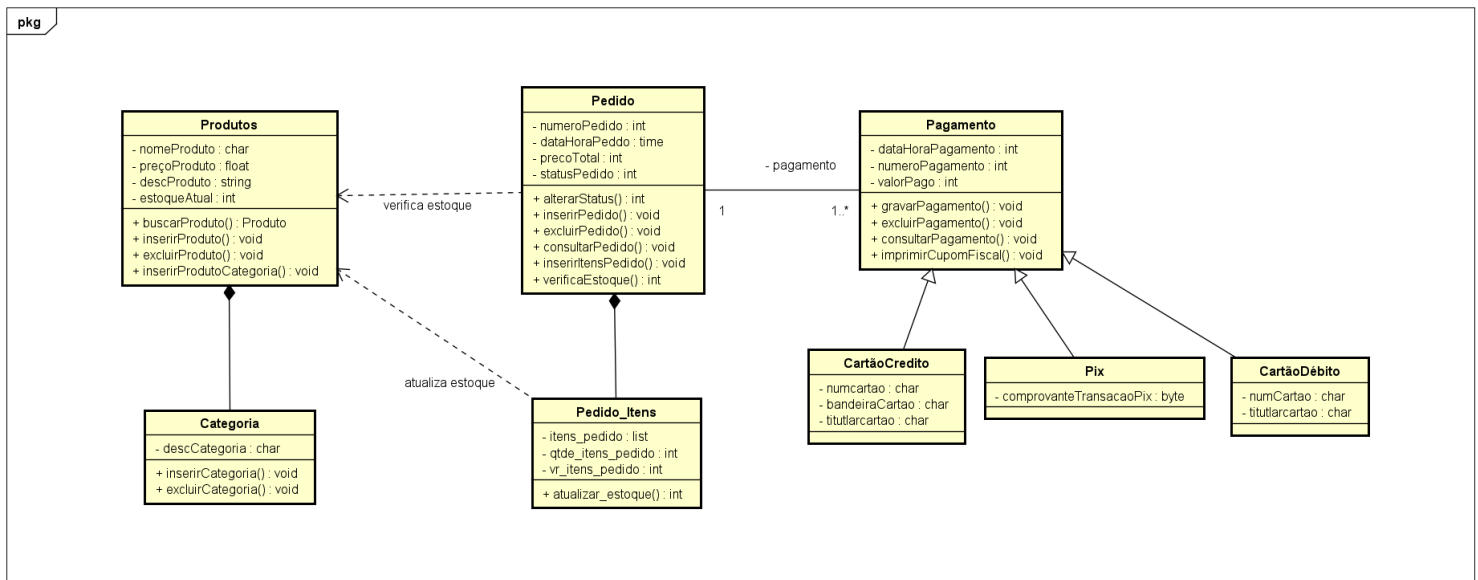 pkg
Produtos
- nomeProduto : char
- preçoProduto : float
- descProduto : string
- estoqueAtual : int
+ buscarProduto() : Produto
+ inserirProduto() : void
+ excluirProduto() : void
+ inserirProdutoCategoria() : void
verifica estoque
Pedido
- numeroPedido : int
- dataHoraPeddo : time
- precoTotal : int
- statusPedido : int
+ alterarStatus() : int
+ inserirPedido() : void
+ excluirPedido() : void
+ consultarPedido() : void
+ inserirItensPedido() : void
+ verificaEstoque() : int
- pagamento
1
1..*
Pagamento
- dataHoraPagamento : int
- numeroPagamento : int
- valorPago : int
+ gravarPagamento() : void
+ excluirPagamento() : void
+ consultarPagamento() : void
+ imprimirCupomFiscal() : void
atualiza estoque
Categoria
- descCategoria : char
+ inserirCategoria() : void
+ excluirCategoria() : void
Pedido_Itens
- itens_pedido : list
- qtde_itens_pedido : int
- vr_itens_pedido : int
+ atualizar_estoque() : int
CartãoCredito
- numcartao : char
- bandeiraCartao : char
- titutlarcartao : char
Pix
- comprovanteTransacaoPix : byte
CartãoDébito
- numCartao : char
- titutlarcartao : char